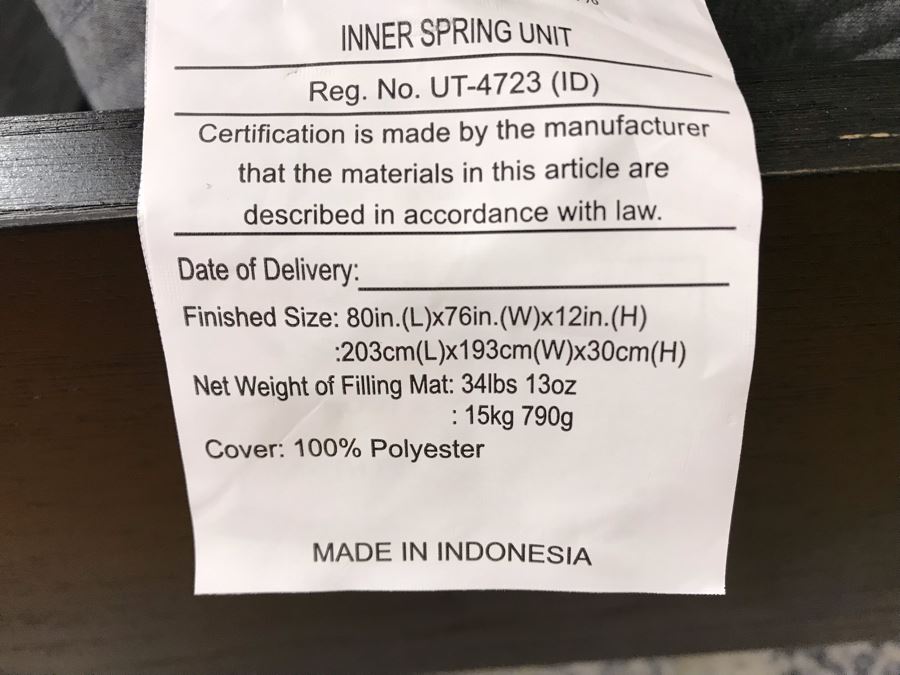 INNER SPRING UNIT
Reg. No. UT-4723 (ID)
Certification is made by the manufacturer
that the materials in this article are
described in accordance with law.
Date of Delivery:
Finished Size: 80in.(L)x76in.(W)x12in.(H)
:203cm(L)x193cm(W)x30cm(H)
Net Weight of Filling Mat: 34lbs 13oz
: 15kg 790g
Cover: 100% Polyester
MADE IN INDONESIA